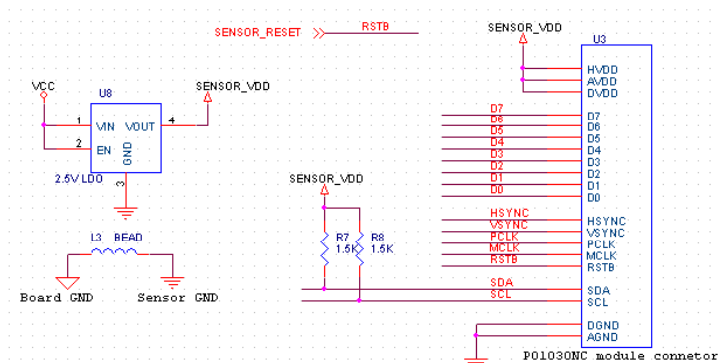 SENSOR_RESET RSTB
SENSOR_VDD
U3
VCC
U8
SENSOR_VDD
1 VIN VOUT 4
2 EN GND
3
2.5V LDO
HVDD
AVDD
DVDD
D7 D7
D6 D6
D5 D5
D4 D4
D3 D3
D2 D2
D1 D1
D0 D0
SENSOR_VDD
R7 R8
1.5K 1.5K
L3 BEAD
HSYNC HSYNC
VSYNC VSYNC
PCLK PCLK
MCLK MCLK
RSTB RSTB
SDA SDA
SCL SCL
Board GND Sensor GND
DGND
AGND
PO1030NC module connetor